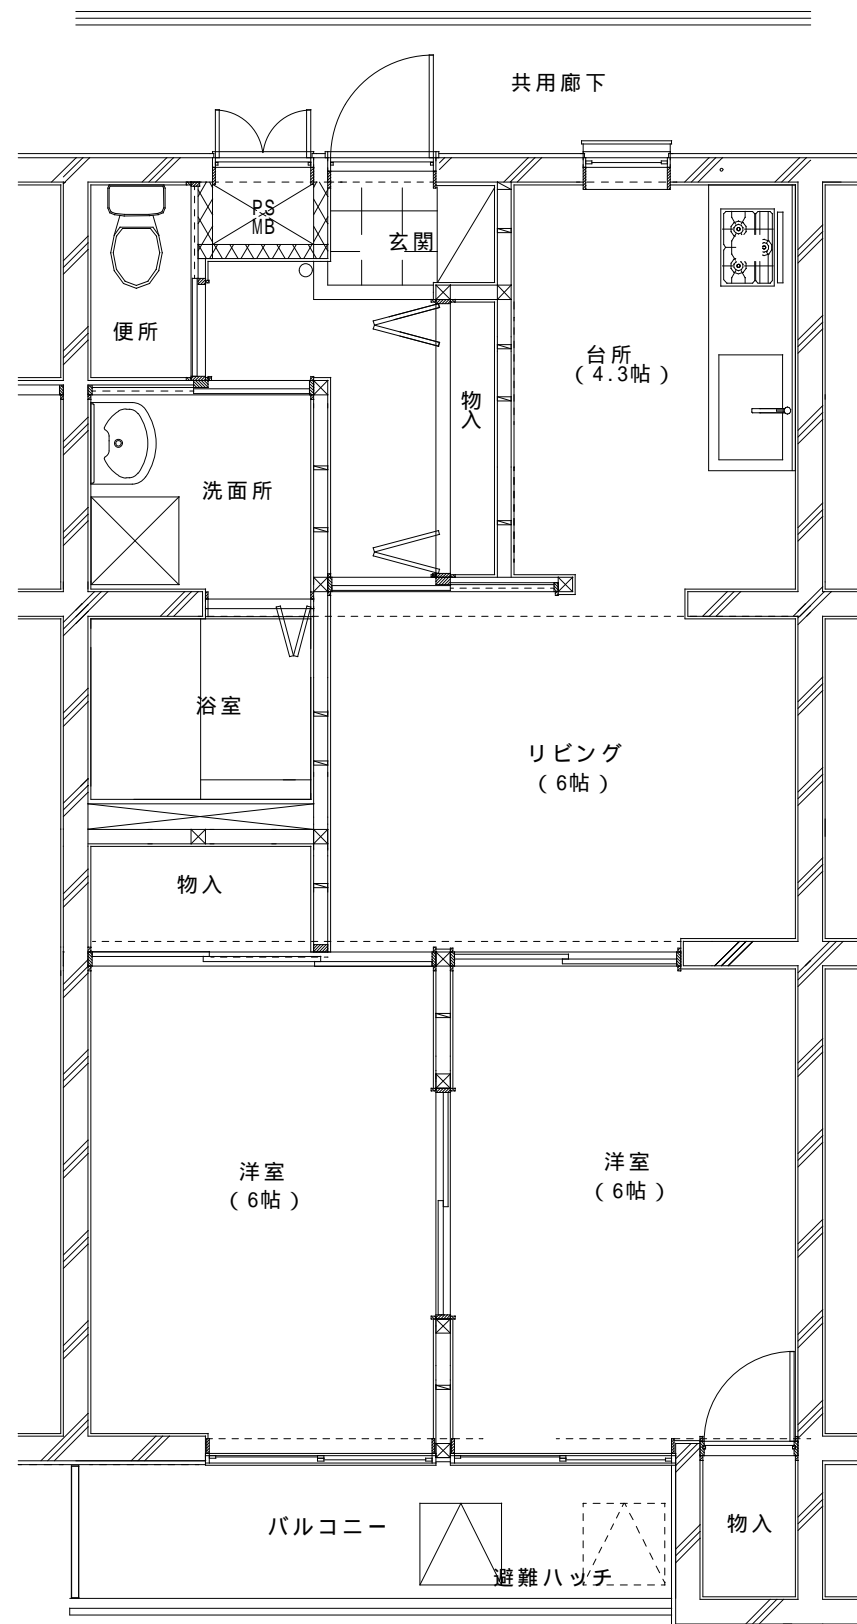 共用廊下
PS
MB
玄関
便所
台所
(4.3帖)
物入
洗面所
浴室
リビング
(6帖)
物入
洋室
(6帖)
洋室
(6帖)
バルコニー
物入
避難ハッチ